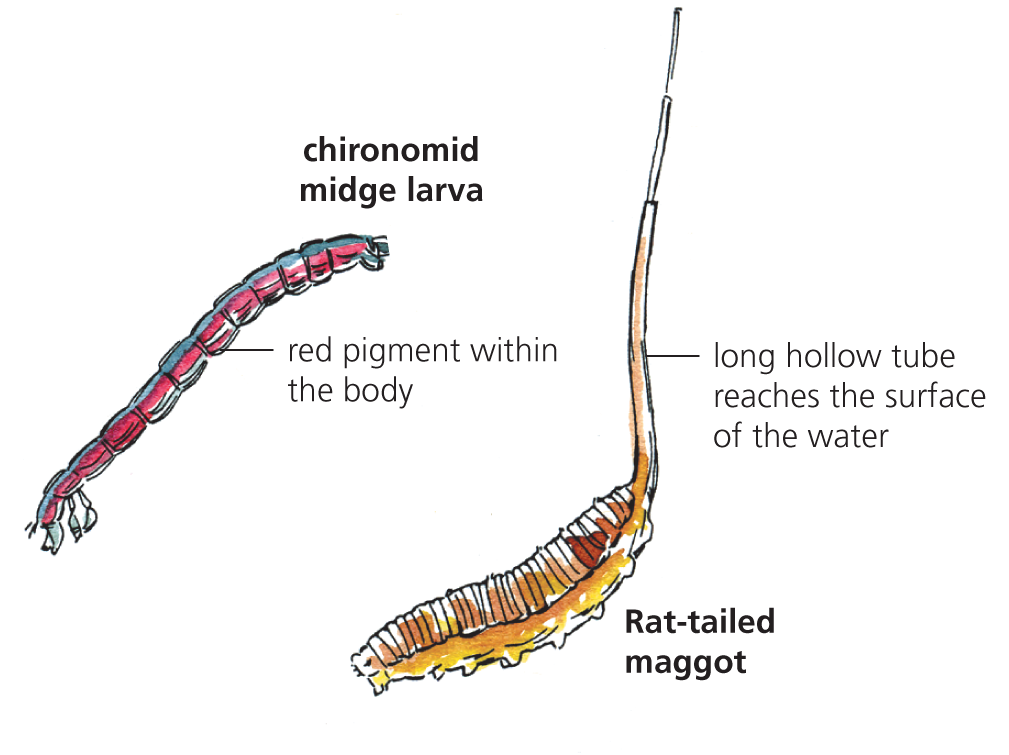 chironomid
midge larva
red pigment within
the body
long hollow tube
reaches the surface
of the water
Rat-tailed
maggot